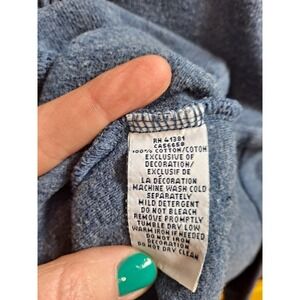 RN 41381
CA56650
100% COTTON/COTON
EXCLUSIVE OF
DECORATION/
EXCLUSIF DE
LA DÉCORATION
MACHINE WASH COLD
SEPARATELY
MILD DETERGENT
DO NOT BLEACH
REMOVE PROMPTLY
TUMBLE DRY LOW
WARM IRON IF NEEDED
DO NOT IRON
DECORATION
DO NOT DRY CLEAN